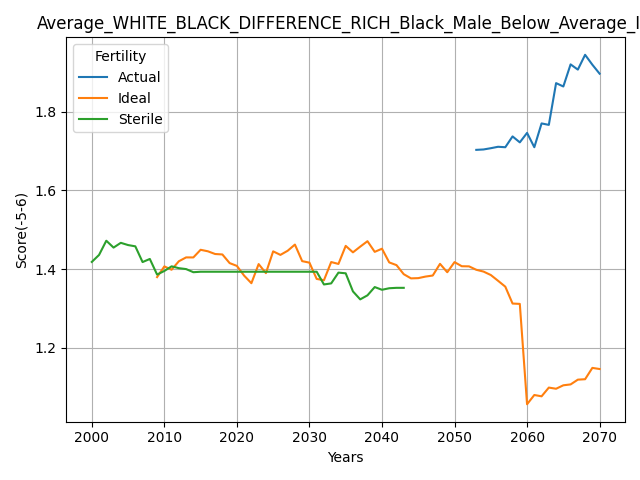 Average_WHITE_BLACK_DIFFERENCE_RICH_Black_Male_Below_Average_I
Fertility
Actual
Ideal
Sterile
Score(-5-6)
1.8
1.6
1.4
1.2
2000 2010 2020 2030 2040 2050 2060 2070
Years